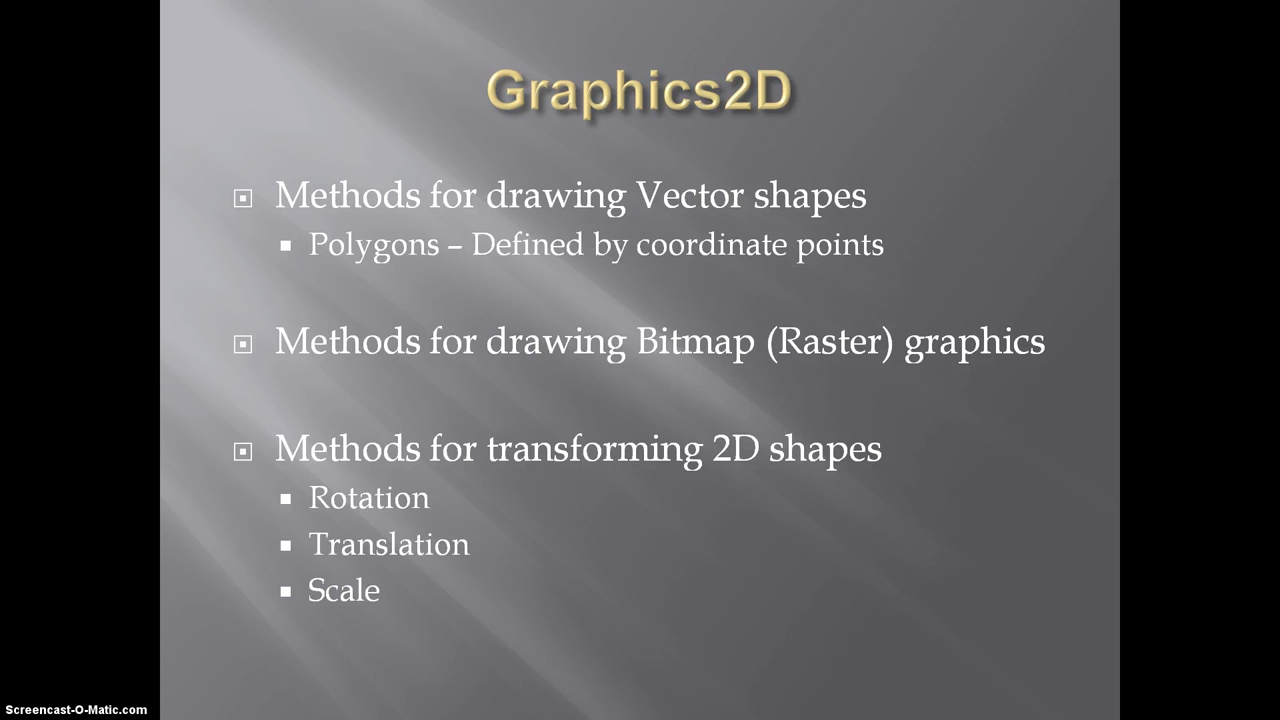 Graphics2D
Methods for drawing Vector shapes
Polygons – Defined by coordinate points
Methods for drawing Bitmap (Raster) graphics
Methods for transforming 2D shapes
Rotation
Translation
Scale
Screencast-O-Matic.com